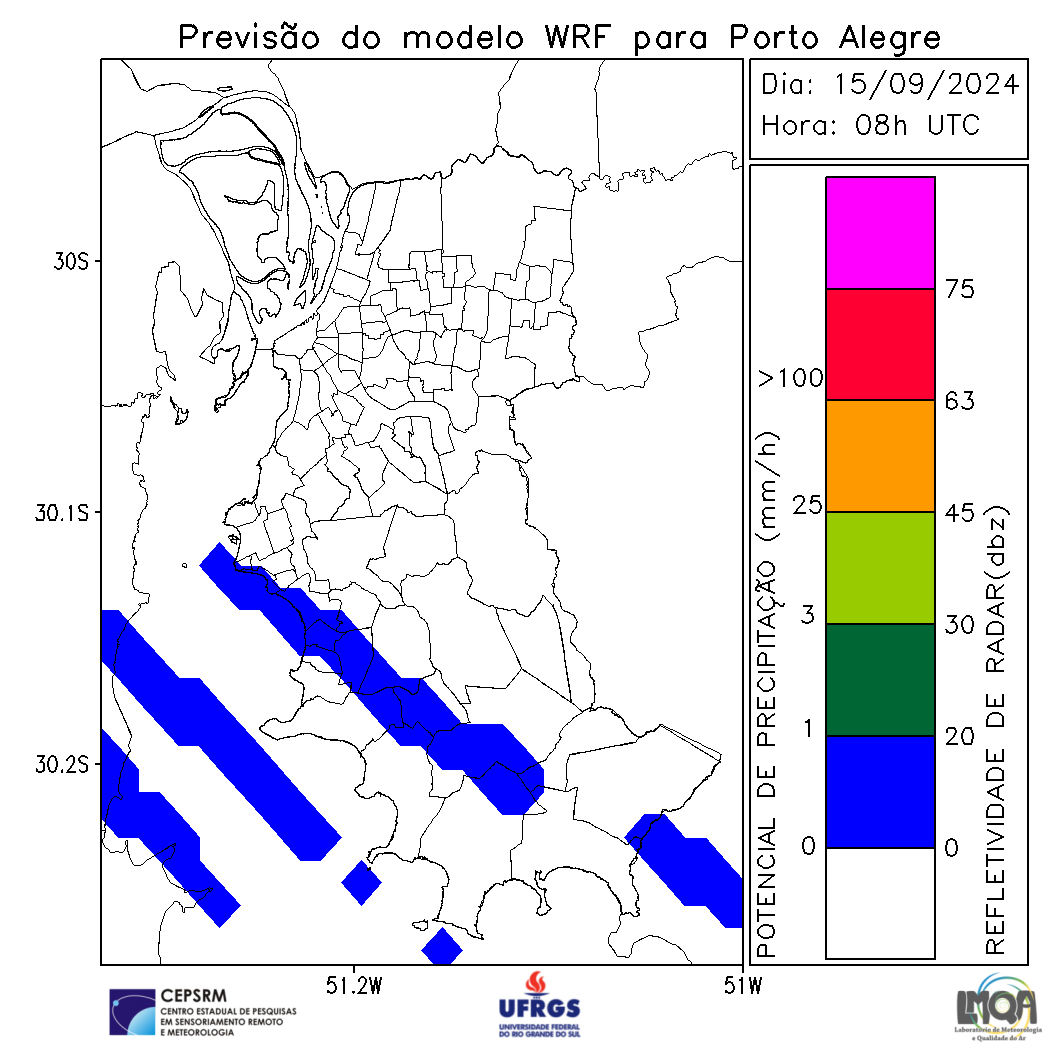 Previsão do modelo WRF para Porto Alegre
Dia: 15/09/2024
Hora: 08h UTC
30S
30.1S
30.2S
51.2W
51W
POTENCIAL DE PRECIPITAÇÃO (mm/h)
>100
25
3
1
0
75
63
45
30
20
0
REFLETIVIDADE DE RADAR(dbz)
CEPSRM
CENTRO ESTADUAL DE PESQUISAS
EM SENSORIAMENTO REMOTO
E METEOROLOGIA
UFRGS
UNIVERSIDADE FEDERAL
DO RIO GRANDE DO SUL
LMQA
Laboratório de Meteorologia
e Qualidade do Ar